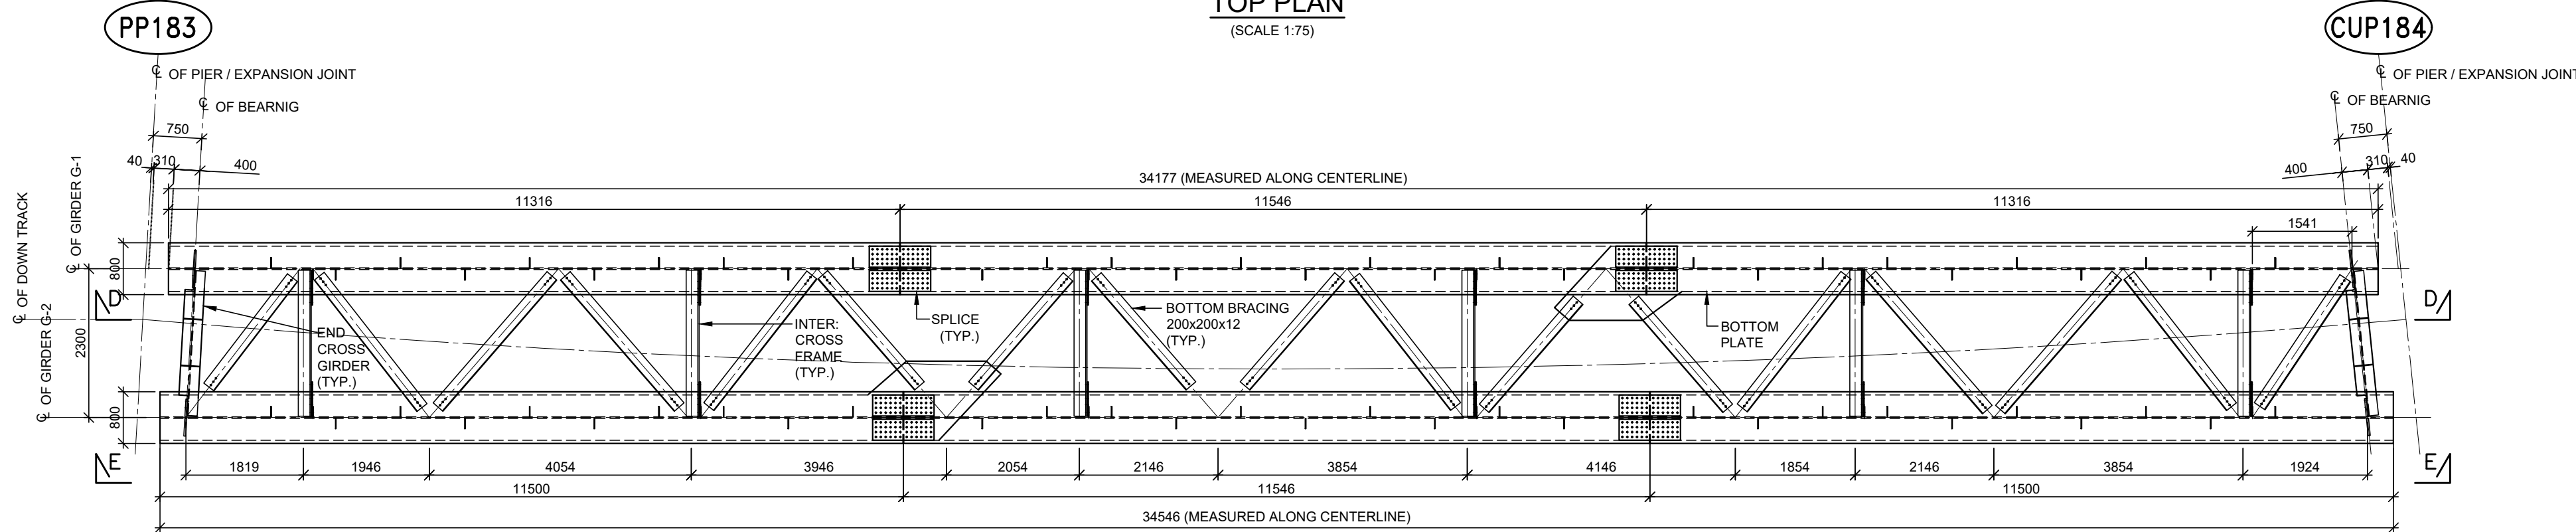 TOP PLAN
(SCALE 1:75)
PP183
CUP184
℄ OF PIER / EXPANSION JOINT
℄ OF PIER / EXPANSION JOINT
℄ OF BEARNIG
℄ OF BEARNIG
750
750
40
310
400
400
310
40
34177 (MEASURED ALONG CENTERLINE)
11316
11546
11316
1541
℄ OF DOWN TRACK
℄ OF GIRDER G-1
℄ OF GIRDER G-2
800
2300
800
D
D
END
CROSS
GIRDER
(TYP.)
INTER:
CROSS
FRAME
(TYP.)
SPLICE
(TYP.)
BOTTOM BRACING
200x200x12
(TYP.)
BOTTOM
PLATE
E
E
1819
1946
4054
3946
2054
2146
3854
4146
1854
2146
3854
1924
11500
11546
11500
34546 (MEASURED ALONG CENTERLINE)